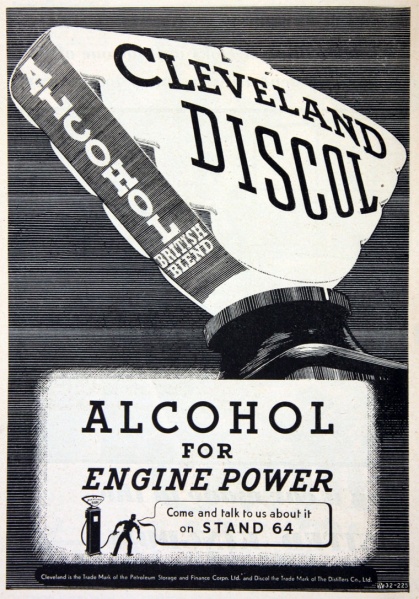 CLEVELAND
DISCOL
ALCOHOL
BRITISH
BLEND
ALCOHOL
FOR
ENGINE POWER
Come and talk to us about it
on STAND 64
Cleveland is the Trade Mark of the Petroleum Storage and Finance Corpn. Ltd. and Discol the Trade Mark of The Distillers Co., Ltd.
32-225